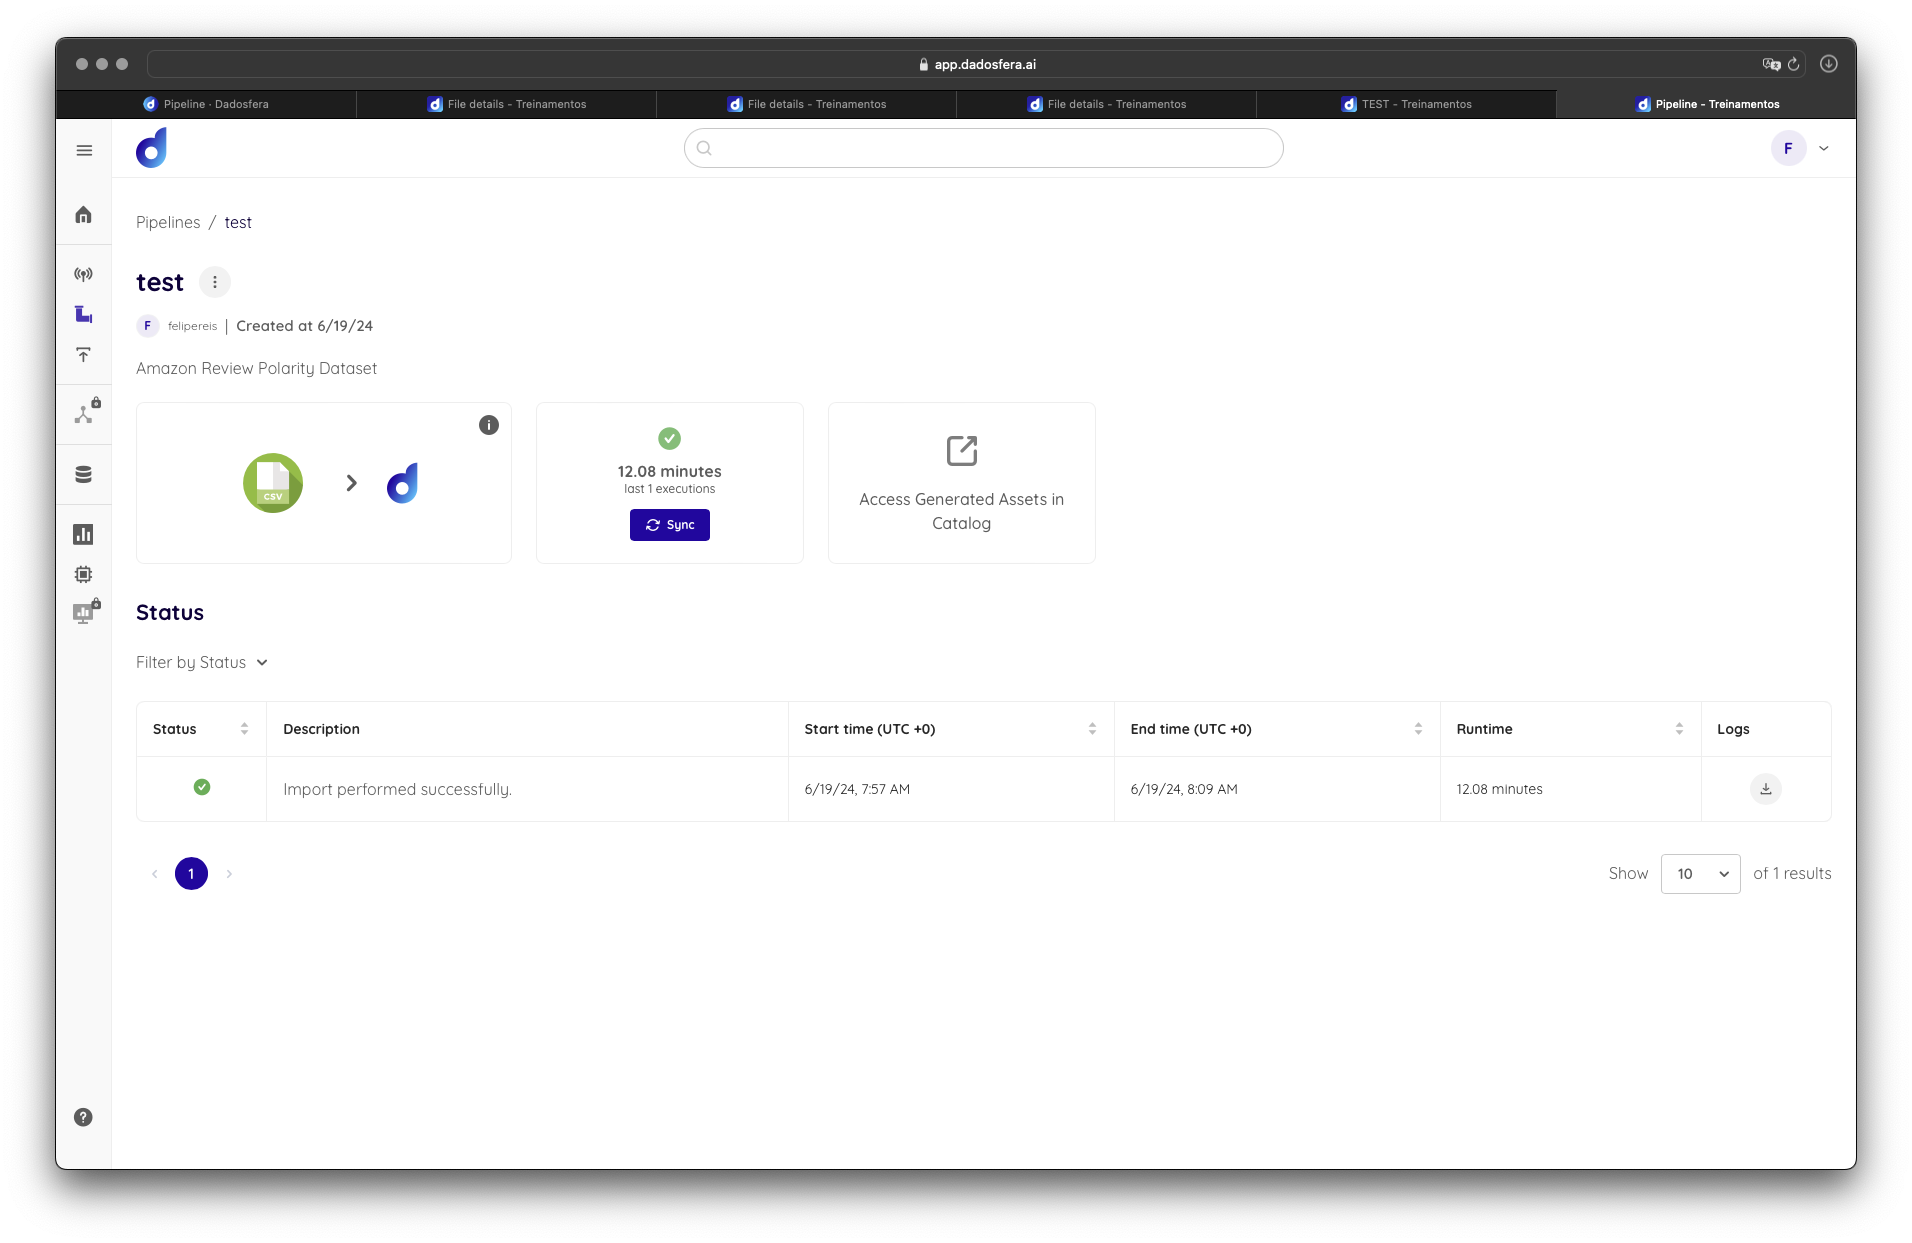 app.dadosfera.ai
Pipeline · Dadosfera
File details - Treinamentos
File details - Treinamentos
File details - Treinamentos
TEST - Treinamentos
Pipeline - Treinamentos
F
Pipelines / test
test
F felipereis | Created at 6/19/24
Amazon Review Polarity Dataset
i
CSV
12.08 minutes
last 1 executions
Sync
Access Generated Assets in
Catalog
Status
Filter by Status
Status Description Start time (UTC +0) End time (UTC +0) Runtime Logs
Import performed successfully. 6/19/24, 7:57 AM 6/19/24, 8:09 AM 12.08 minutes
1
Show 10 of 1 results
?